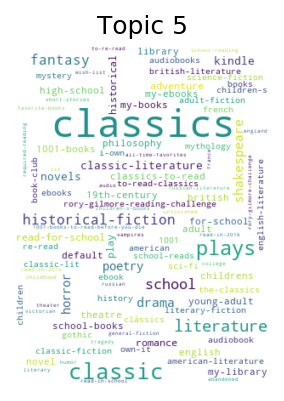 Topic 5
to-re-read
school-reading
library
audiobooks
kindle
fantasy
wish-list
british-literature
mystery
science-fiction
my-ebooks
books
historical
high-school
adventure
children-s
short-stories
my-books
adult-fiction
favorite-books
french
classics
england
required-reading
philosophy
mythology
shakespeare
i-own
all-time-favorites
classic-literature
book-club
novels
classics-to-read
audio
to-read-classics
ebooks
19th-century
british
rory-gilmore-reading-challenge
english-literature
historical-fiction
for-school
1001-books
1001-books-to-read-before-you-die
adult
read-for-school
play
american
1001
read-in-2016
re-read
default
plays
classic-lit
poetry
sci-fi
college
childrens
horror
ebook
russian
school
the-classics
children
history
drama
young-adult
theater
victorian
theatre
literary-fiction
clàsics
literature
school-books
gothic
general-fiction
audiobook
tragedy
classic-fiction
own-it
romance
english
novel
humor
american-literature
literary
classic
my-library
read-in-school
abandoned